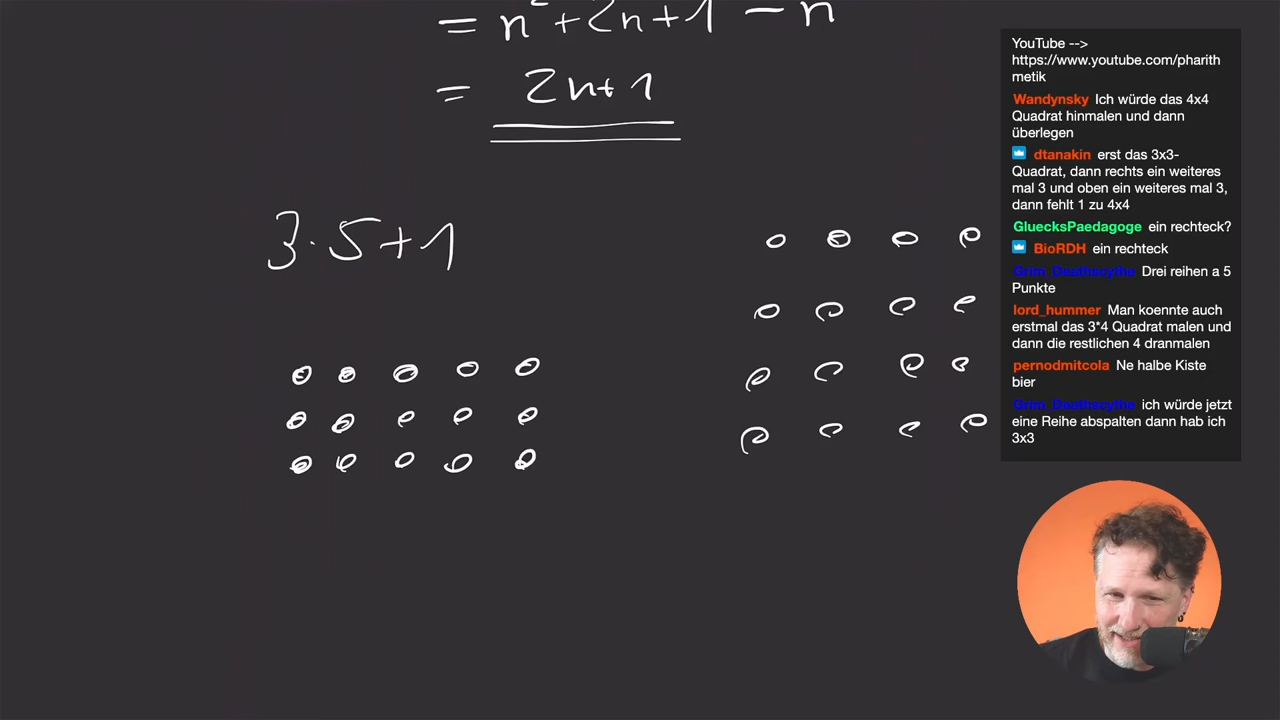 = n²+2n+1 – n
= 2n+1
3·5+1
YouTube -->
https://www.youtube.com/pharith
metik
Wandynsky Ich würde das 4x4
Quadrat hinmalen und dann
überlegen
dtanakin erst das 3x3-
Quadrat, dann rechts ein weiteres
mal 3 und oben ein weiteres mal 3,
dann fehlt 1 zu 4x4
GluecksPaedagoge ein rechteck?
BioRDH ein rechteck
Grim_Deathscythe Drei reihen a 5
Punkte
lord_hummer Man koennte auch
erstmal das 3*4 Quadrat malen und
dann die restlichen 4 dranmalen
pernodmitcola Ne halbe Kiste
bier
Grim_Deathscythe ich würde jetzt
eine Reihe abspalten dann hab ich
3x3